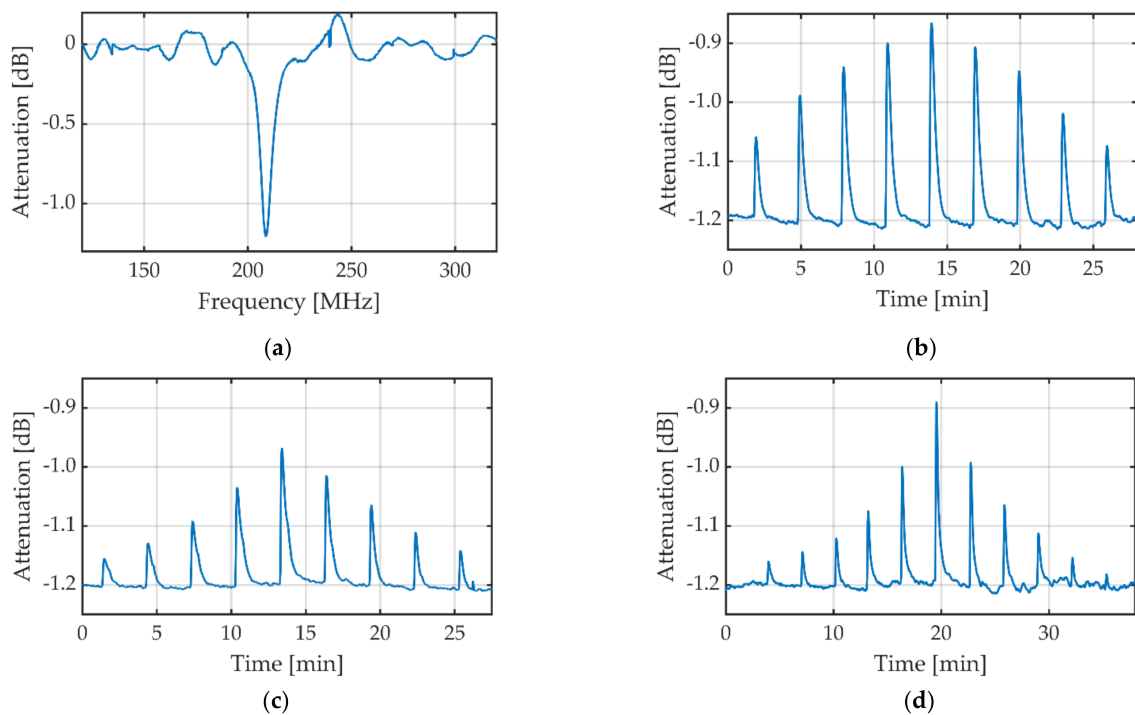 0
-0.5
-1.0
Attenuation [dB]
150 200 250 300
Frequency [MHz]
(a)
-0.9
-1.0
-1.1
-1.2
Attenuation [dB]
0 5 10 15 20 25
Time [min]
(b)
-0.9
-1.0
-1.1
-1.2
Attenuation [dB]
0 5 10 15 20 25
Time [min]
(c)
-0.9
-1.0
-1.1
-1.2
Attenuation [dB]
0 10 20 30
Time [min]
(d)